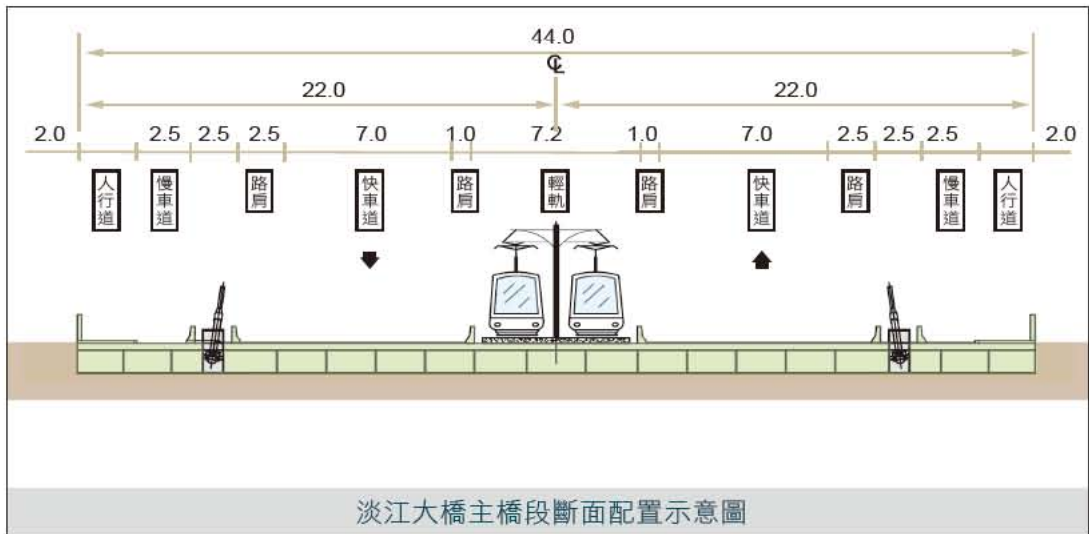 44.0
℄
22.0 22.0
2.0 2.5 2.5 2.5 7.0 1.0 7.2 1.0 7.0 2.5 2.5 2.5 2.0
人行道 慢車道 路肩 快車道 路肩 輕軌 路肩 快車道 路肩 慢車道 人行道
淡江大橋主橋段斷面配置示意圖